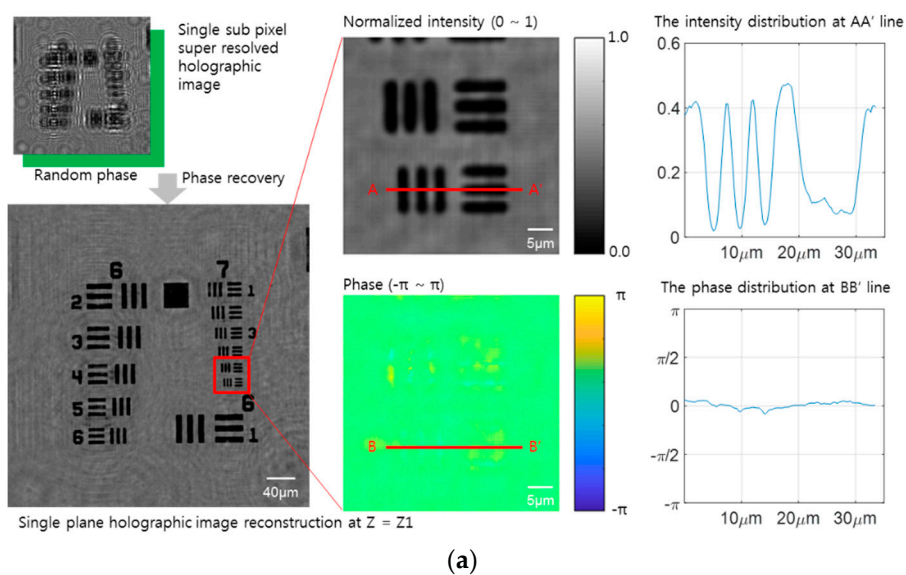 Single sub pixel
super resolved
holographic
image
Random phase
Phase recovery
6
7
2
1
3
3
4
5
6
6
1
40μm
Single plane holographic image reconstruction at Z = Z1
Normalized intensity (0 ~ 1)
A
A'
5μm
1.0
0.0
The intensity distribution at AA' line
0.6
0.4
0.2
0
10μm
20μm
30μm
Phase (-π ~ π)
B
B'
5μm
π
-π
The phase distribution at BB' line
π
π/2
0
-π/2
-π
10μm
20μm
30μm
(a)